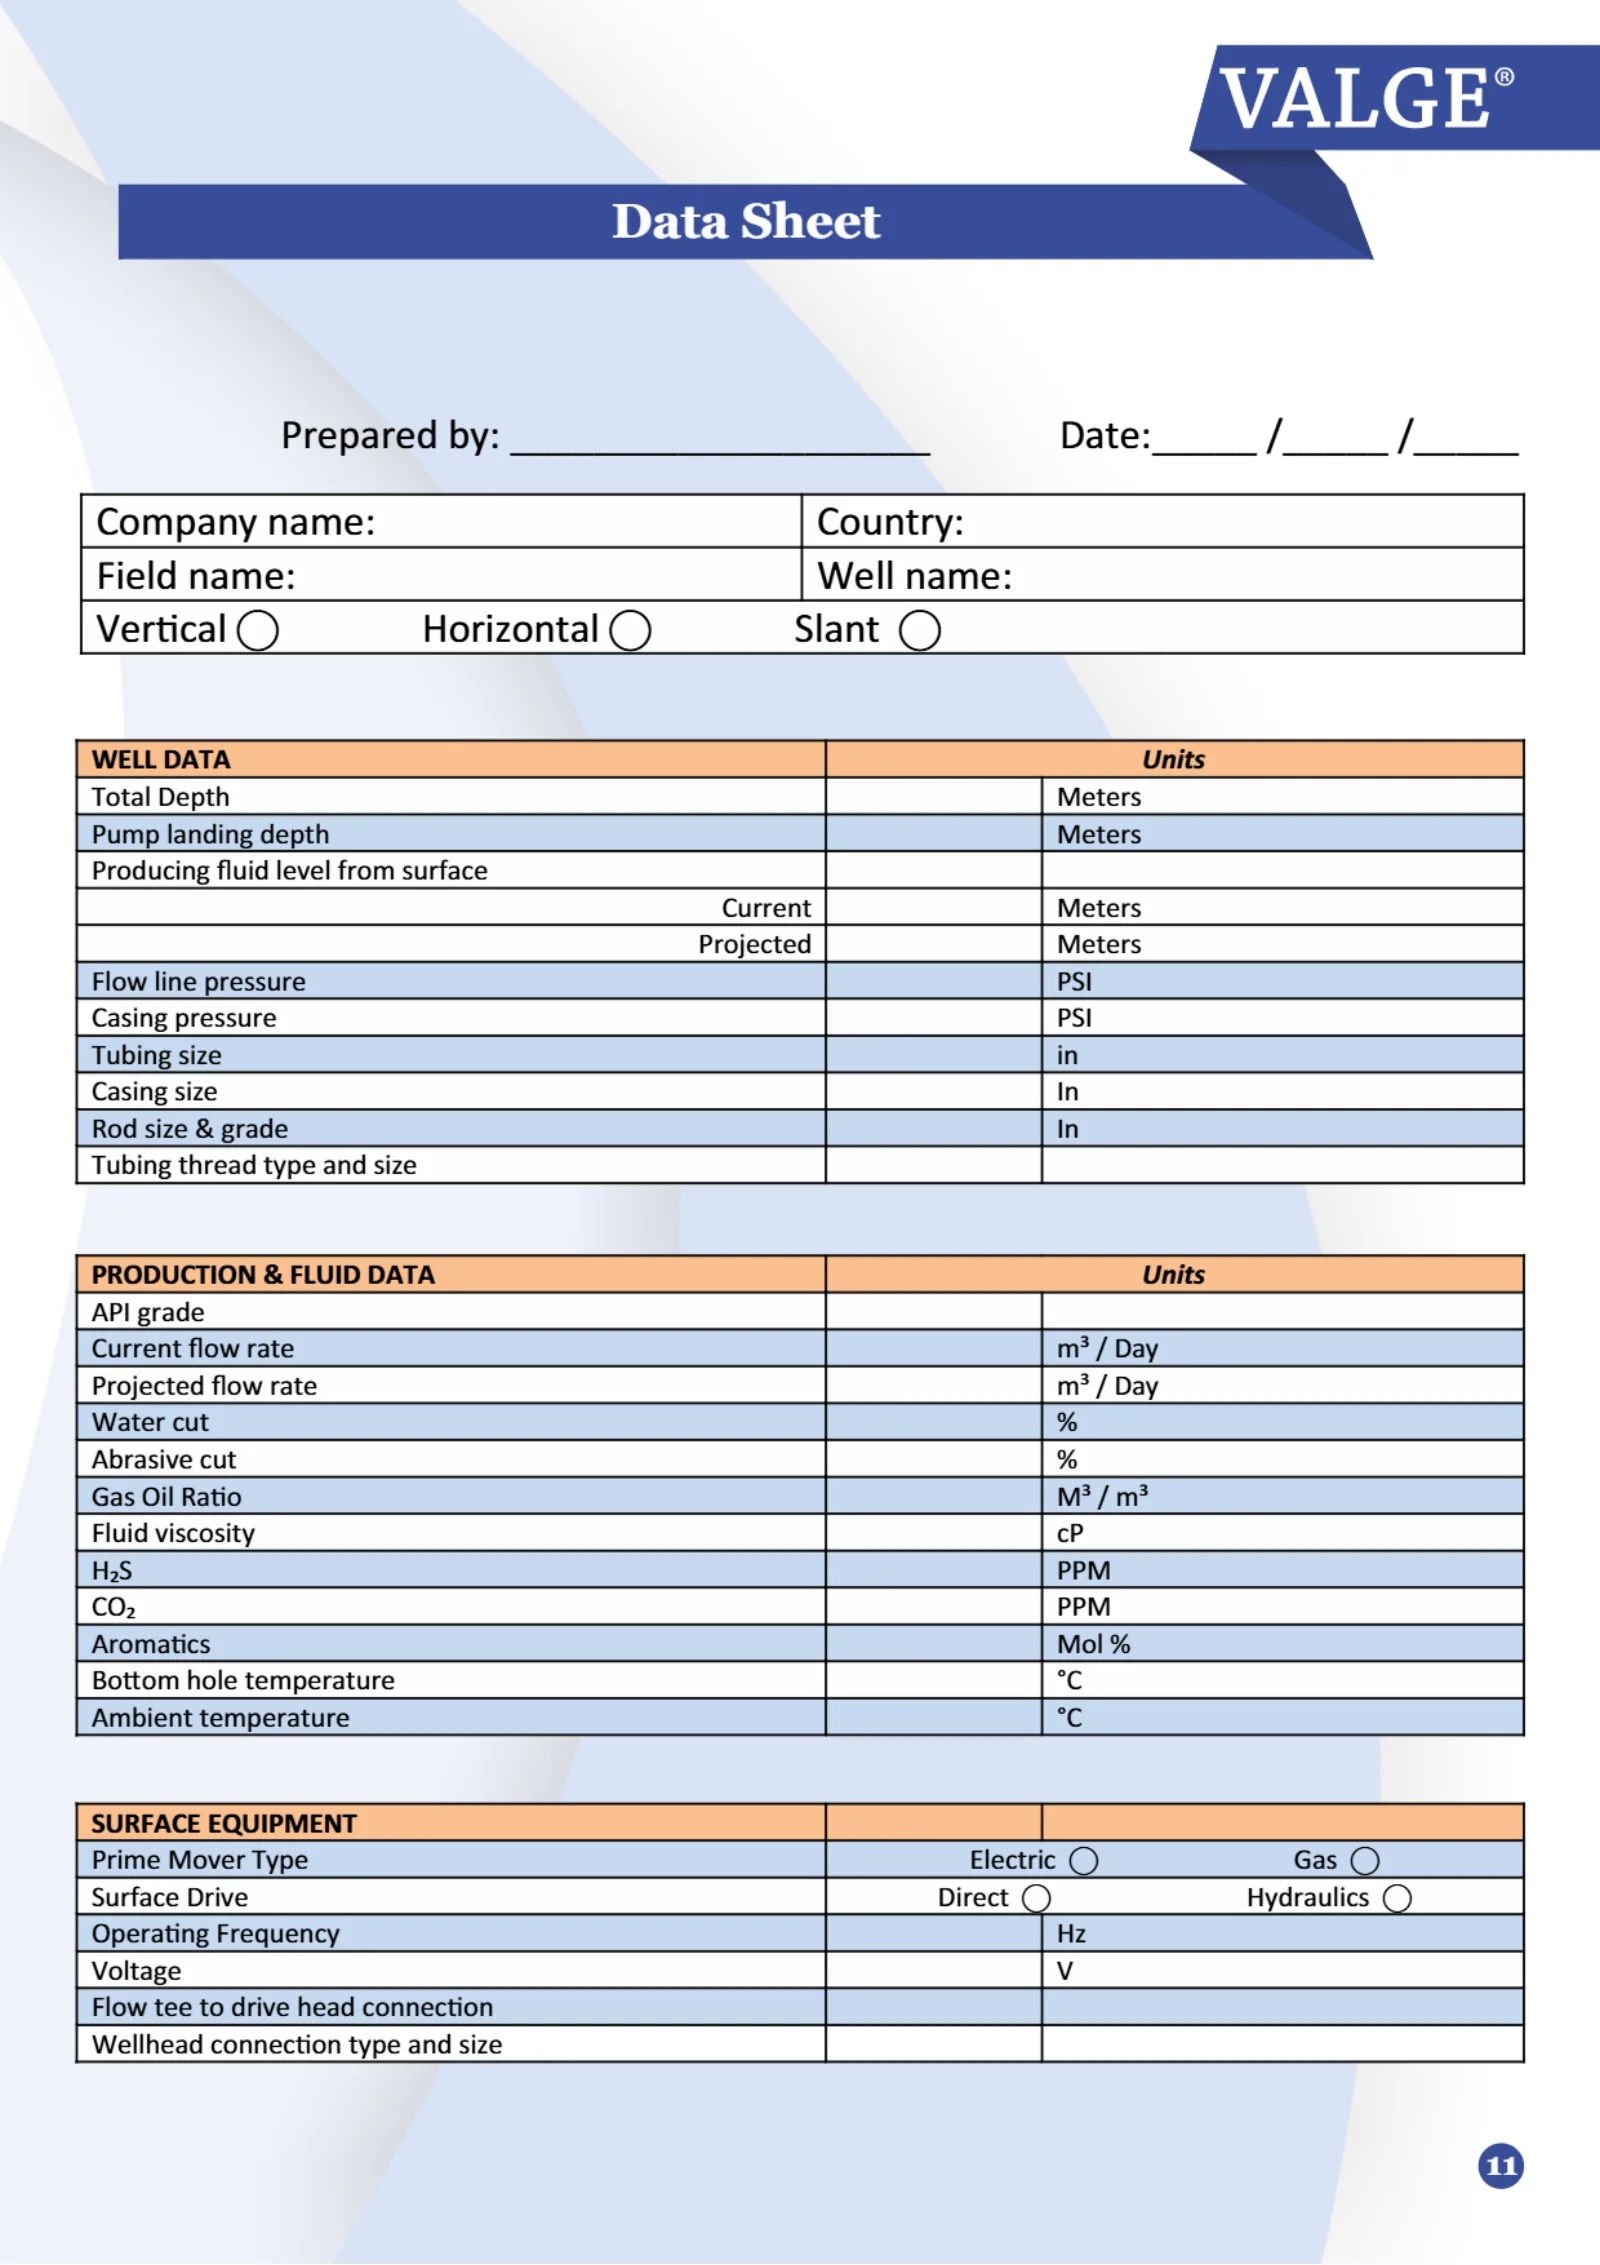 VALGE®
Data Sheet
Prepared by: ____________________ Date:_____ /_____ /_____
Company name: Country:
Field name: Well name:
Vertical Horizontal Slant
WELL DATA Units
Total Depth Meters
Pump landing depth Meters
Producing fluid level from surface
Current Meters
Projected Meters
Flow line pressure PSI
Casing pressure PSI
Tubing size in
Casing size In
Rod size & grade In
Tubing thread type and size
PRODUCTION & FLUID DATA Units
API grade
Current flow rate m³ / Day
Projected flow rate m³ / Day
Water cut %
Abrasive cut %
Gas Oil Ratio M³ / m³
Fluid viscosity cP
H₂S PPM
CO₂ PPM
Aromatics Mol %
Bottom hole temperature °C
Ambient temperature °C
SURFACE EQUIPMENT
Prime Mover Type Electric Gas
Surface Drive Direct Hydraulics
Operating Frequency Hz
Voltage V
Flow tee to drive head connection
Wellhead connection type and size
11